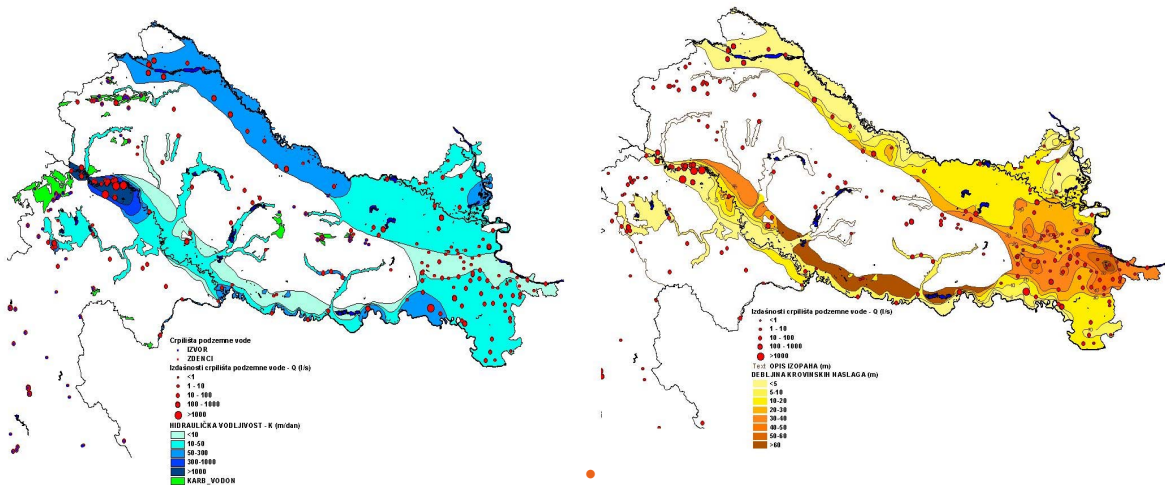 Crpilišta podzemne vode
IZVOR
ZDENCI
Izdašnosti crpilišta podzemne vode - Q (l/s)
<1
1 - 10
10 - 100
100 - 1000
>1000
HIDRAULIČKA VODLJIVOST - K (m/dan)
<10
10-50
50-300
300-1000
>1000
KARB_VODON
Izdašnosti crpilišta podzemne vode - Q (l/s)
<1
1 - 10
10 - 100
100 - 1000
>1000
Text OPIS IZOPAHA (m)
DEBLJINA KROVINSKIH NASLAGA (m)
<5
5-10
10-20
20-30
30-40
40-50
50-60
>60